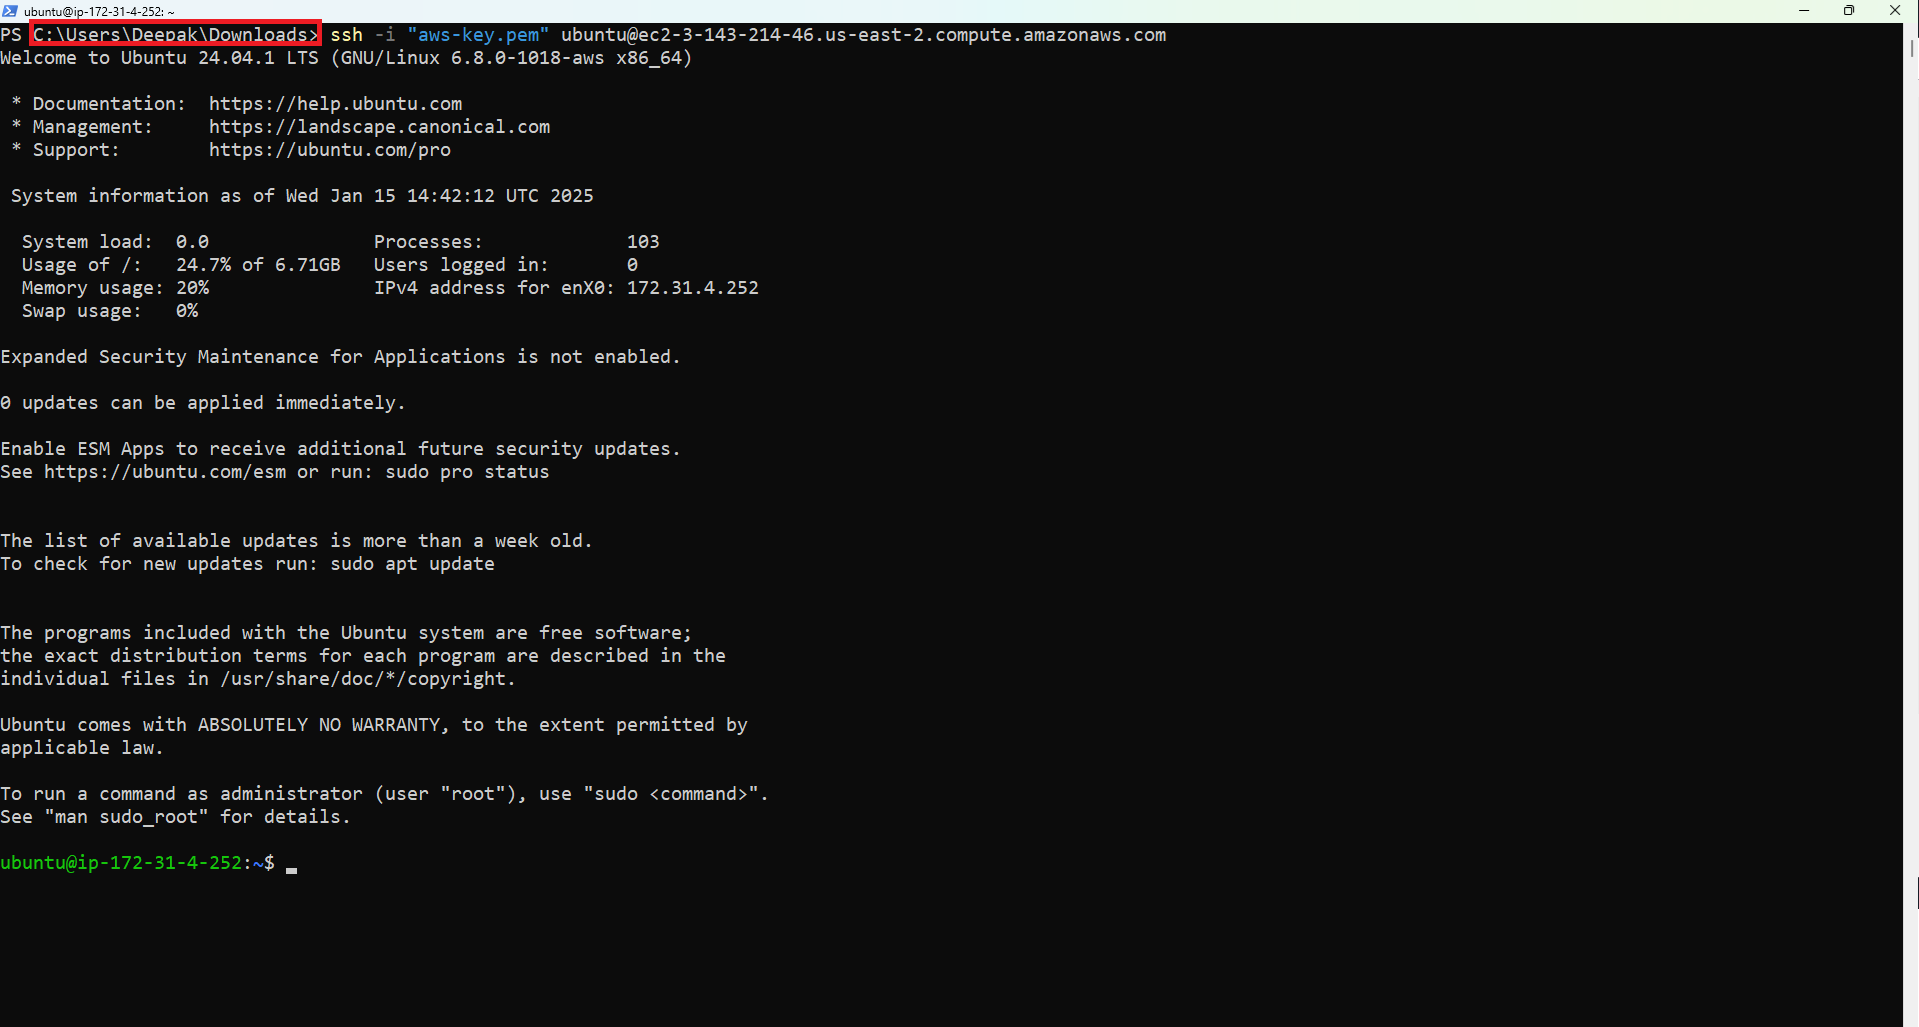 ubuntu@ip-172-31-4-252: ~
PS C:\Users\Deepak\Downloads> ssh -i "aws-key.pem" ubuntu@ec2-3-143-214-46.us-east-2.compute.amazonaws.com
Welcome to Ubuntu 24.04.1 LTS (GNU/Linux 6.8.0-1018-aws x86_64)
* Documentation:  https://help.ubuntu.com
* Management:     https://landscape.canonical.com
* Support:        https://ubuntu.com/pro
System information as of Wed Jan 15 14:42:12 UTC 2025
System load:  0.0               Processes:             103
Usage of /:   24.7% of 6.71GB   Users logged in:       0
Memory usage: 20%               IPv4 address for enX0: 172.31.4.252
Swap usage:   0%
Expanded Security Maintenance for Applications is not enabled.
0 updates can be applied immediately.
Enable ESM Apps to receive additional future security updates.
See https://ubuntu.com/esm or run: sudo pro status
The list of available updates is more than a week old.
To check for new updates run: sudo apt update
The programs included with the Ubuntu system are free software;
the exact distribution terms for each program are described in the
individual files in /usr/share/doc/*/copyright.
Ubuntu comes with ABSOLUTELY NO WARRANTY, to the extent permitted by
applicable law.
To run a command as administrator (user "root"), use "sudo <command>".
See "man sudo_root" for details.
ubuntu@ip-172-31-4-252:~$